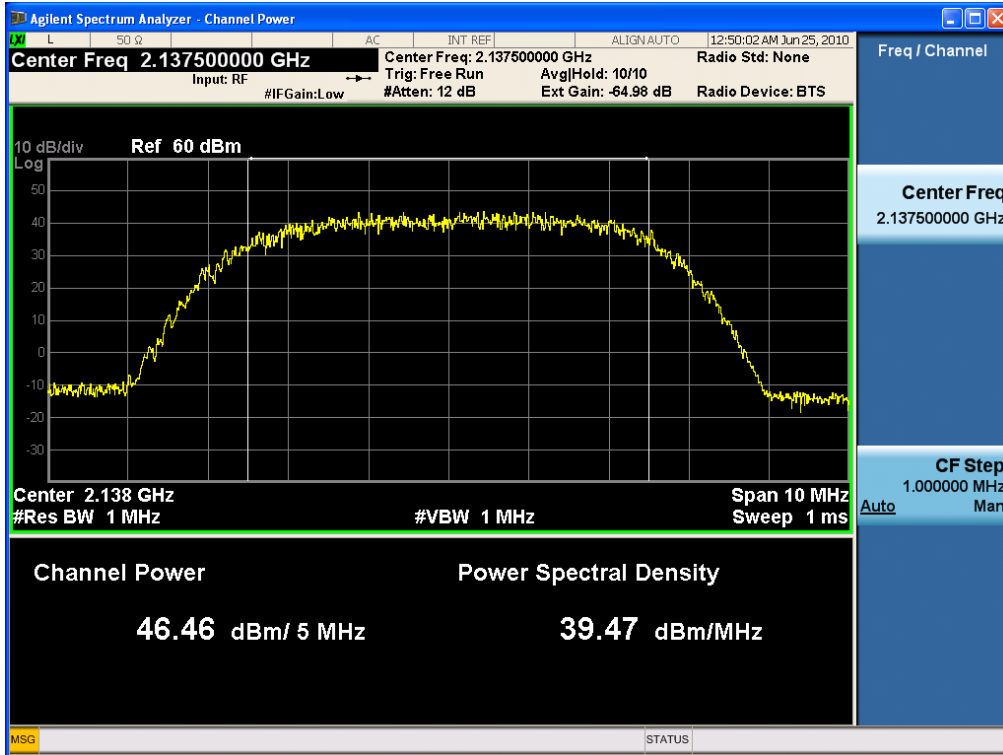 Agilent Spectrum Analyzer - Channel Power
LXI L 50 Ω AC INT REF ALIGN AUTO 12:50:02 AM Jun 25, 2010
Center Freq 2.137500000 GHz
Input: RF
#IFGain:Low
Center Freq: 2.137500000 GHz
Trig: Free Run Avg|Hold: 10/10
#Atten: 12 dB Ext Gain: -64.98 dB
Radio Std: None
Radio Device: BTS
Freq / Channel
10 dB/div Ref 60 dBm
Log
50
40
30
20
10
0
-10
-20
-30
Center 2.138 GHz Span 10 MHz
#Res BW 1 MHz #VBW 1 MHz Sweep 1 ms
Center Freq
2.137500000 GHz
CF Step
1.000000 MHz
Auto Man
Channel Power Power Spectral Density
46.46 dBm/ 5 MHz 39.47 dBm/MHz
MSG STATUS